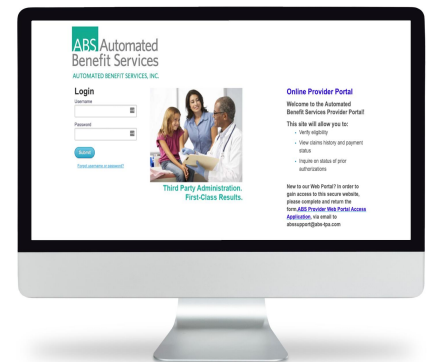 ABS Automated
Benefit Services
AUTOMATED BENEFIT SERVICES, INC.
Login
Username
Password
Submit
Forgot username or password?
Third Party Administration.
First-Class Results.
Online Provider Portal
Welcome to the Automated
Benefit Services Provider Portal!
This site will allow you to:
• Verify eligibility
• View claims history and payment
status
• Inquire on status of prior
authorizations
New to our Web Portal? In order to
gain access to this secure website,
please complete and return the
form,ABS Provider Web Portal Access
Application, via email to
abssupport@abs-tpa.com